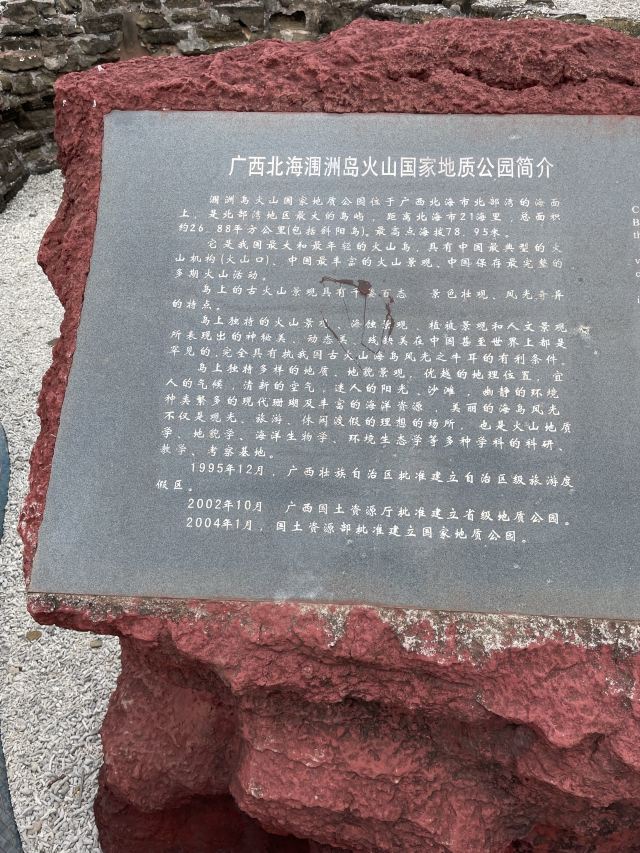 广西北海涠洲岛火山国家地质公园简介
涠洲岛火山国家地质公园位于广西北海市北部湾的海面
上，是北部湾地区最大的岛屿，距离北海市21海里，总面积
约26.88平方公里(包括斜阳岛)。最高点海拔78.95米。
它是我国最大和最年轻的火山岛，具有中国最典型的火
山机构(火山口)、中国最丰富的火山景观、中国保存最完整的
多期火山活动。
岛上的古火山景观具有千姿百态 景色壮观、风光奇异
的特点。
岛上独特的火山景观、海蚀景观、植被景观和人文景观
所表现出的神秘美、动态美、残缺美在中国甚至世界上都是
罕见的，完全具有执我国古火山海岛风光之牛耳的有利条件。
岛上独特多样的地质、地貌景观，优越的地理位置，宜
人的气候，清新的空气，迷人的阳光、沙滩，幽静的环境
种类繁多的现代珊瑚及丰富的海洋资源，美丽的海岛风光
不仅是观光、旅游、休闲渡假的理想的场所，也是火山地质
学、地貌学、海洋生物学、环境生态学等多种学科的科研、
教学、考察基地。
1995年12月，广西壮族自治区批准建立自治区级旅游度
假区。
2002年10月 广西国土资源厅批准建立省级地质公园。
2004年1月，国土资源部批准建立国家地质公园。